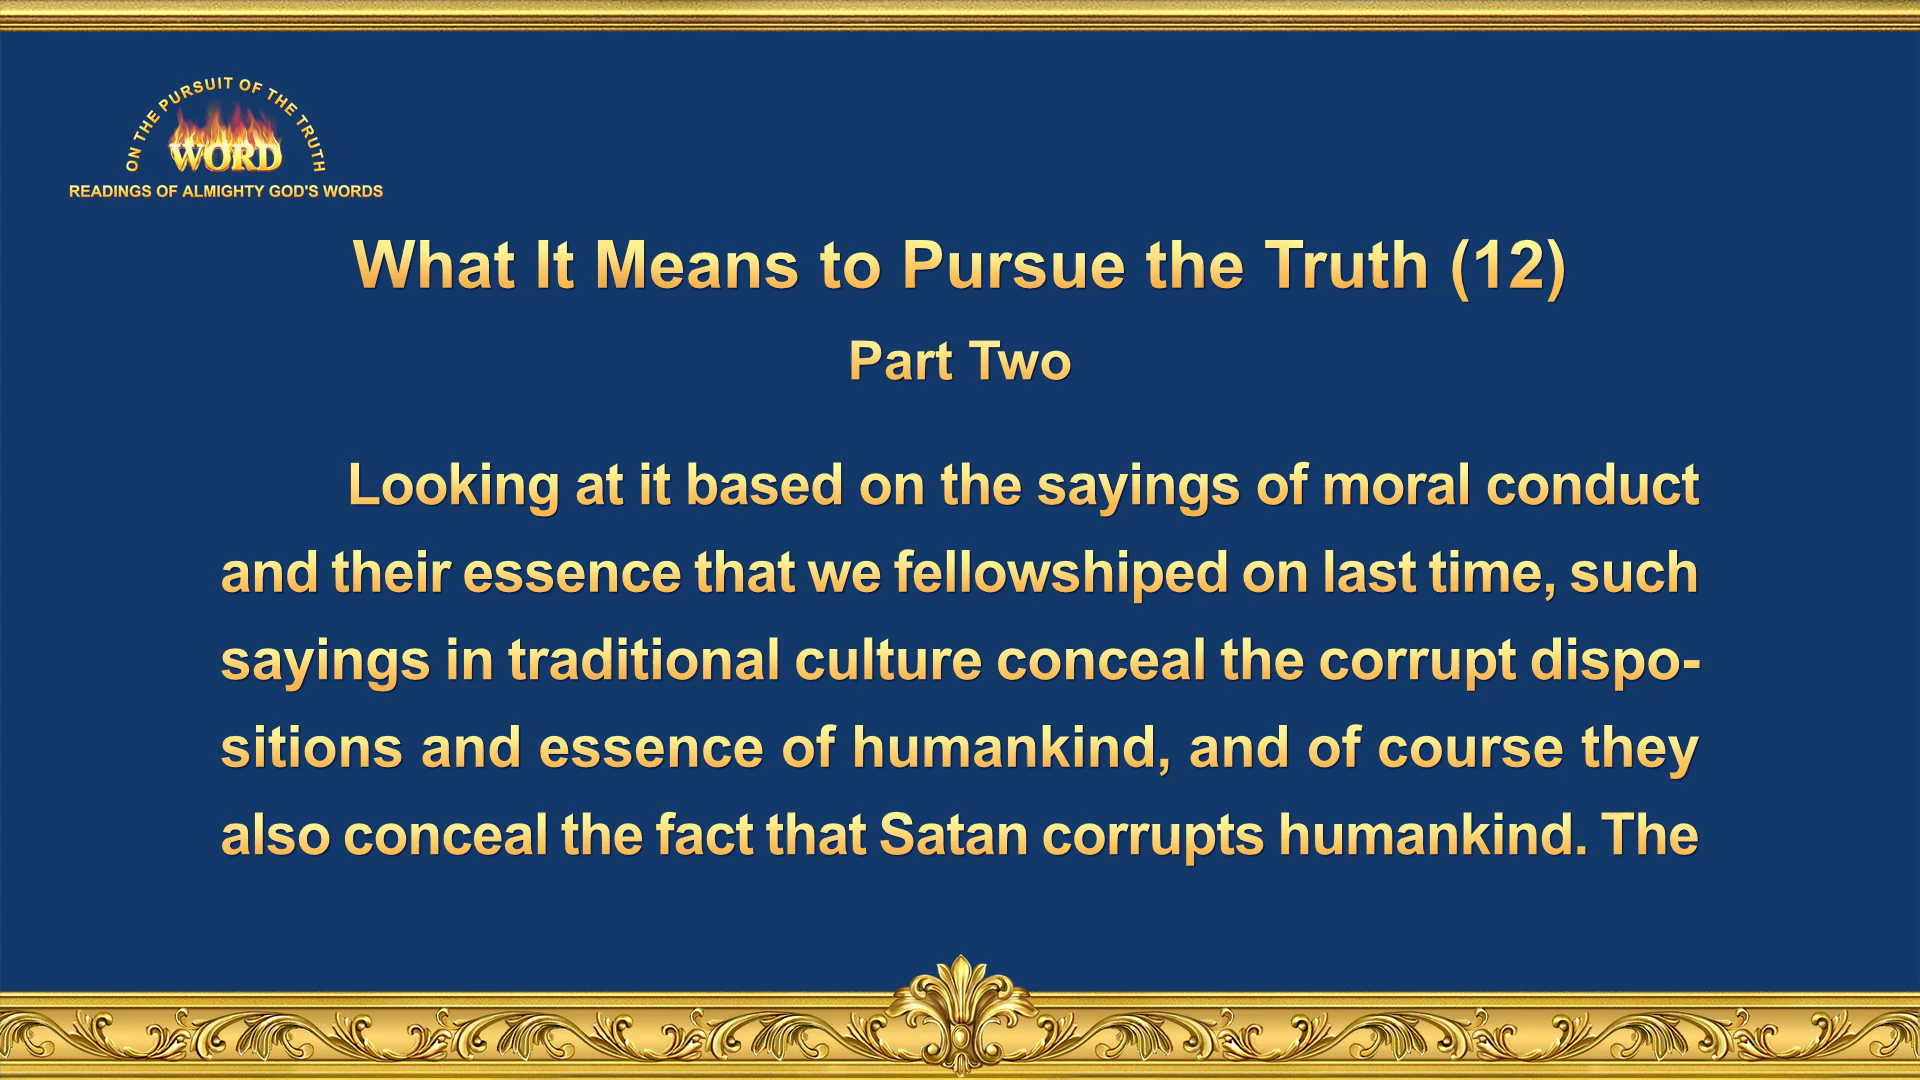 ON THE PURSUIT OF THE TRUTH
WORD
READINGS OF ALMIGHTY GOD'S WORDS
What It Means to Pursue the Truth (12)
Part Two
Looking at it based on the sayings of moral conduct
and their essence that we fellowshiped on last time, such
sayings in traditional culture conceal the corrupt dispo-
sitions and essence of humankind, and of course they
also conceal the fact that Satan corrupts humankind. The